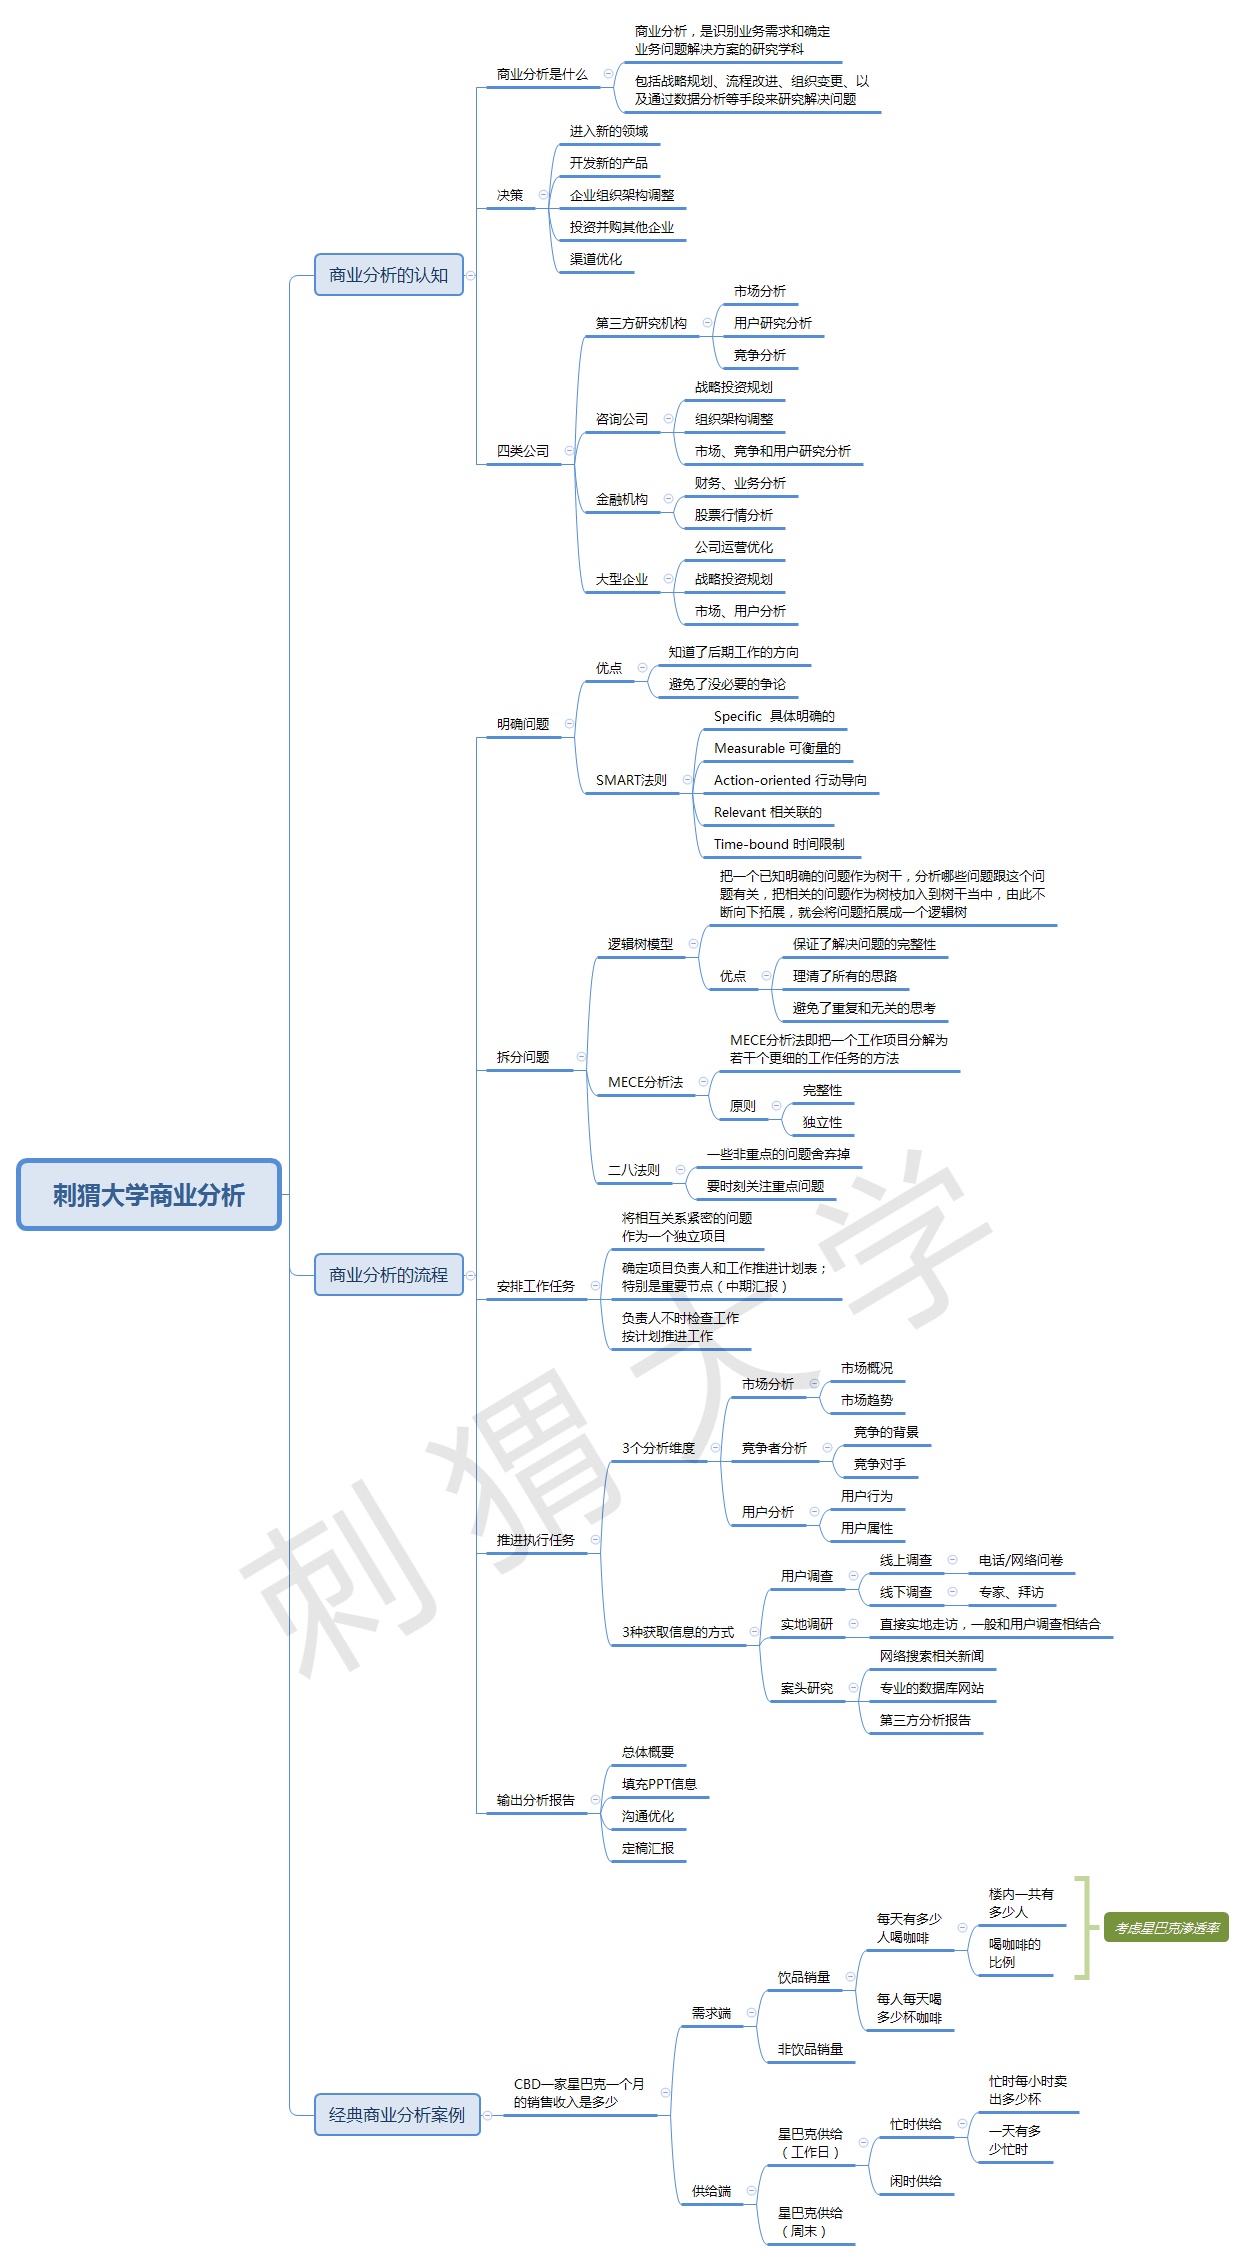 商业分析，是识别业务需求和确定
业务问题解决方案的研究学科
商业分析是什么
包括战略规划、流程改进、组织变更、以
及通过数据分析等手段来研究解决问题
进入新的领域
开发新的产品
决策
企业组织架构调整
投资并购其他企业
渠道优化
商业分析的认知
市场分析
第三方研究机构
用户研究分析
竞争分析
战略投资规划
咨询公司
组织架构调整
市场、竞争和用户研究分析
四类公司
财务、业务分析
金融机构
股票行情分析
公司运营优化
大型企业
战略投资规划
市场、用户分析
知道了后期工作的方向
优点
避免了没必要的争论
明确问题
Specific 具体明确的
Measurable 可衡量的
SMART法则
Action-oriented 行动导向
Relevant 相关联的
Time-bound 时间限制
把一个已知明确的问题作为树干，分析哪些问题跟这个问
题有关，把相关的问题作为树枝加入到树干当中，由此不
断向下拓展，就会将问题拓展成一个逻辑树
逻辑树模型
保证了解决问题的完整性
优点
理清了所有的思路
避免了重复和无关的思考
拆分问题
MECE分析法即把一个工作项目分解为
若干个更细的工作任务的方法
MECE分析法
原则
完整性
独立性
一些非重点的问题舍弃掉
二八法则
要时刻关注重点问题
刺猬大学商业分析
商业分析的流程
将相互关系紧密的问题
作为一个独立项目
安排工作任务
确定项目负责人和工作推进计划表；
特别是重要节点（中期汇报）
负责人不时检查工作
按计划推进工作
市场概况
市场分析
市场趋势
3个分析维度
竞争的背景
竞争者分析
竞争对手
用户行为
用户分析
用户属性
推进执行任务
线上调查
电话/网络问卷
用户调查
线下调查
专家、拜访
3种获取信息的方式
实地调研
直接实地走访，一般和用户调查相结合
网络搜索相关新闻
案头研究
专业的数据库网站
第三方分析报告
总体概要
填充PPT信息
输出分析报告
沟通优化
定稿汇报
楼内一共有
多少人
每天有多少
人喝咖啡
考虑星巴克渗透率
喝咖啡的
比例
饮品销量
每人每天喝
多少杯咖啡
需求端
非饮品销量
CBD一家星巴克一个月
的销售收入是多少
经典商业分析案例
忙时每小时卖
出多少杯
忙时供给
一天有多
少忙时
星巴克供给
（工作日）
闲时供给
供给端
星巴克供给
（周末）
刺猬大学